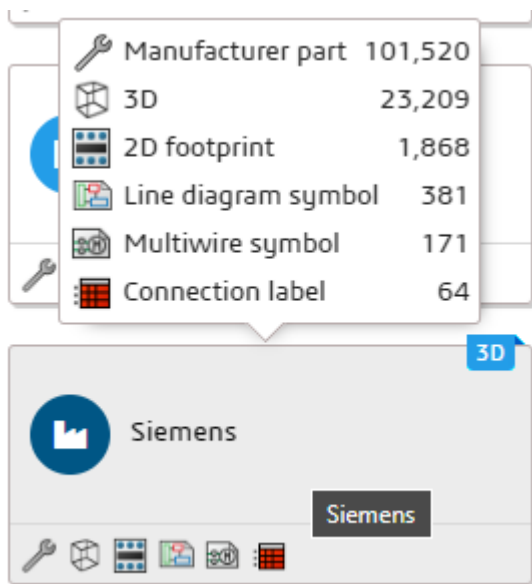 Manufacturer part 101,520
3D 23,209
2D footprint 1,868
Line diagram symbol 381
Multiwire symbol 171
Connection label 64
3D
Siemens
Siemens